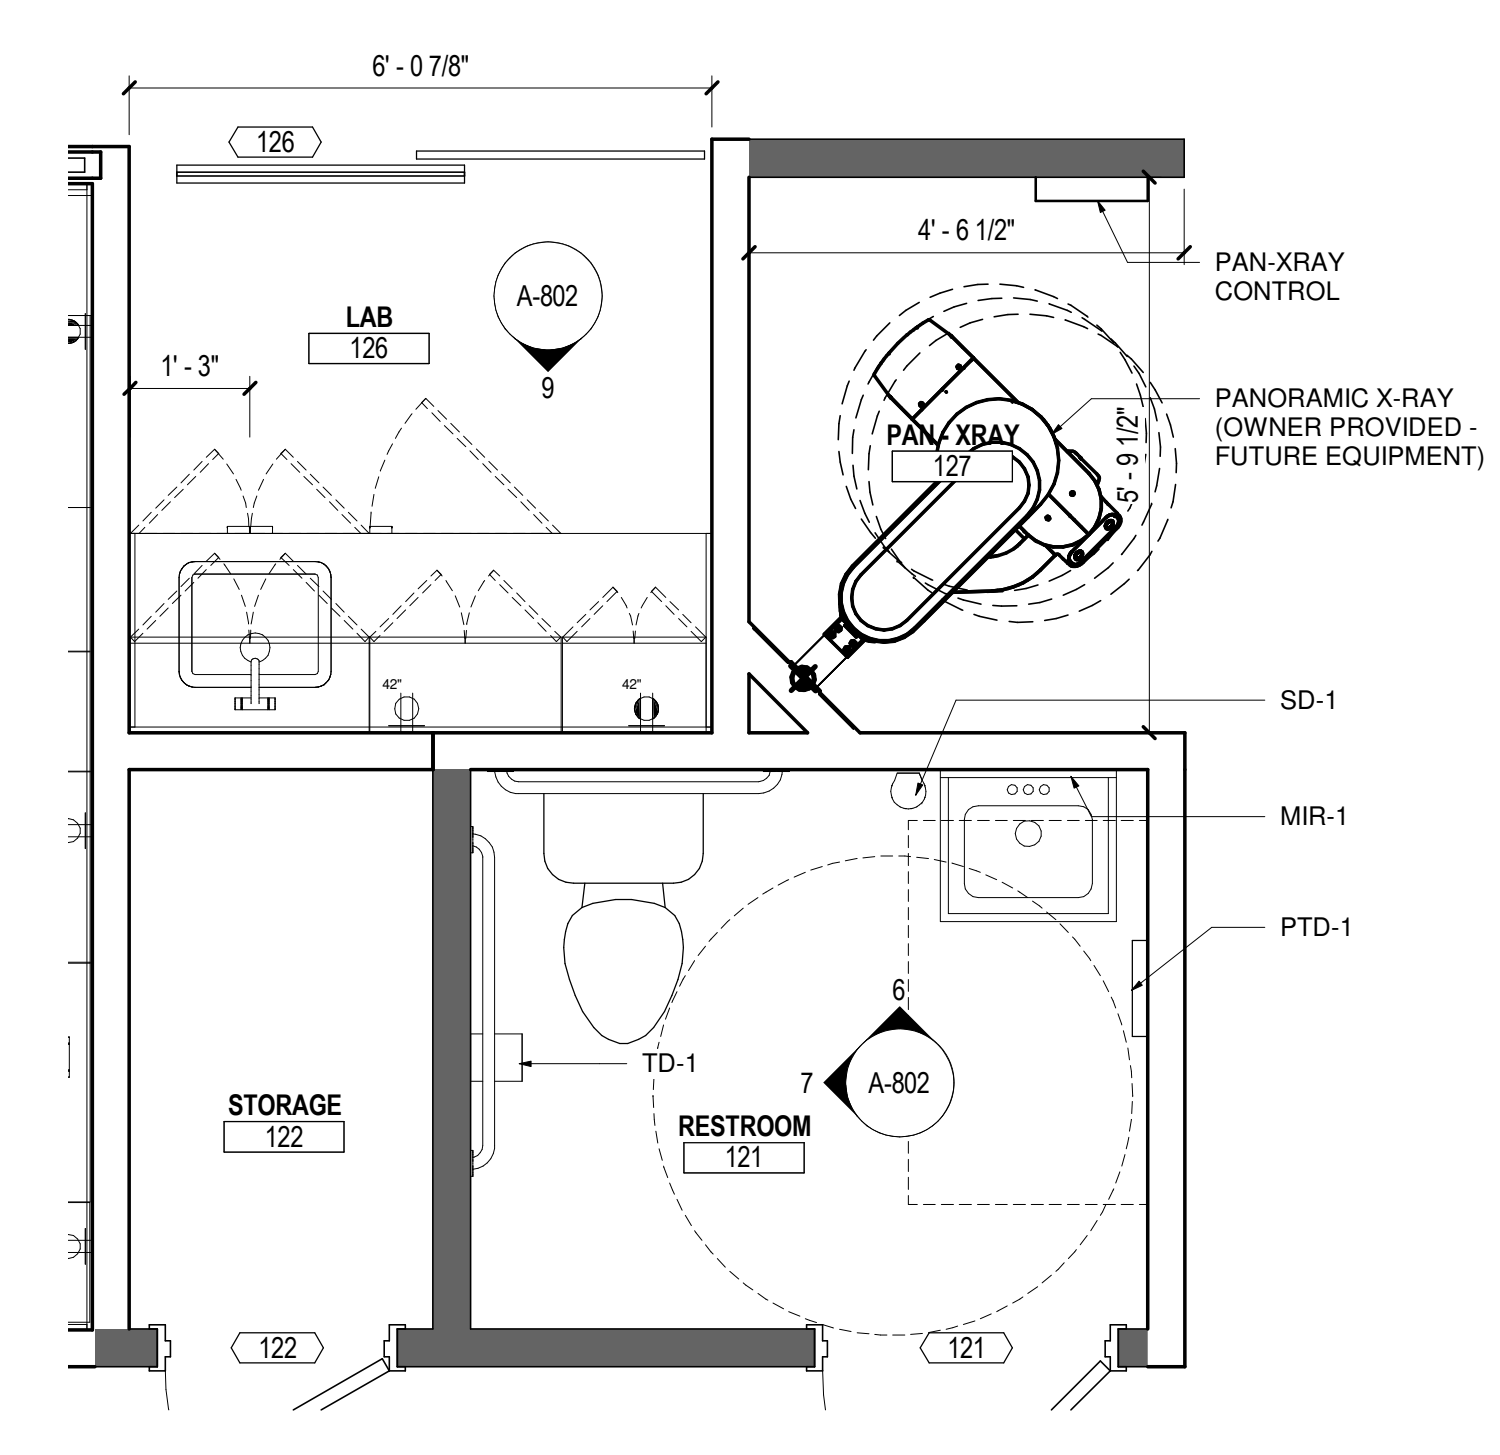 6' - 0 7/8"
126
4' - 6 1/2"
PAN-XRAY
CONTROL
A-802
9
LAB
126
1' - 3"
PANORAMIC X-RAY
(OWNER PROVIDED -
FUTURE EQUIPMENT)
PAN - XRAY
127
5' - 9 1/2"
42"
42"
SD-1
MIR-1
PTD-1
6
7
A-802
TD-1
STORAGE
122
RESTROOM
121
122
121